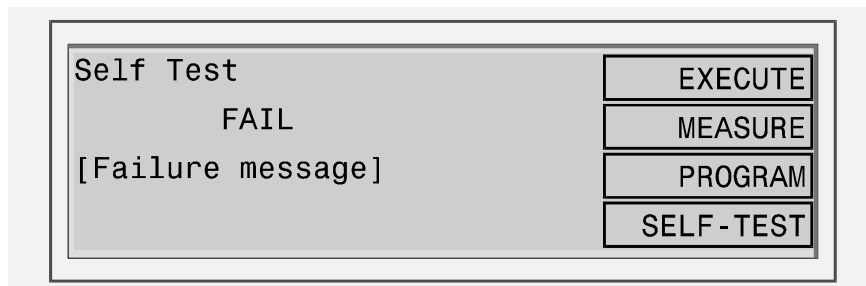 Self Test
FAIL
[Failure message]
EXECUTE
MEASURE
PROGRAM
SELF-TEST